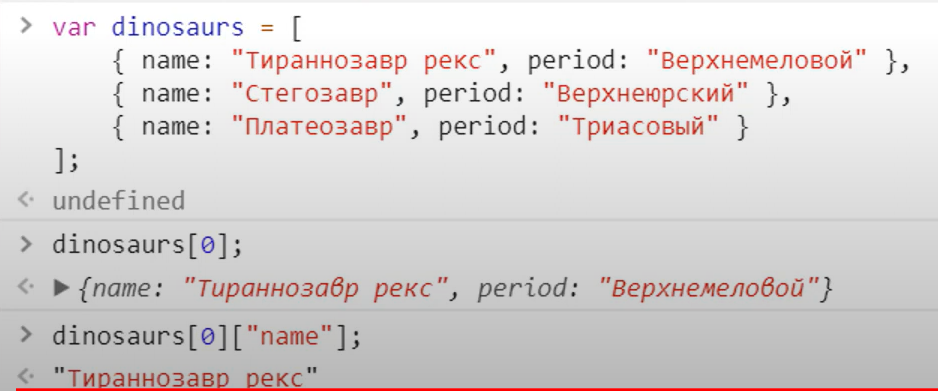 > var dinosaurs = [
{ name: "Тираннозавр рекс", period: "Верхнемеловой" },
{ name: "Стегозавр", period: "Верхнеюрский" },
{ name: "Платеозавр", period: "Триасовый" }
];
undefined
> dinosaurs[0];
▶ {name: "Тираннозавр рекс", period: "Верхнемеловой"}
> dinosaurs[0]["name"];
"Тираннозавр рекс"